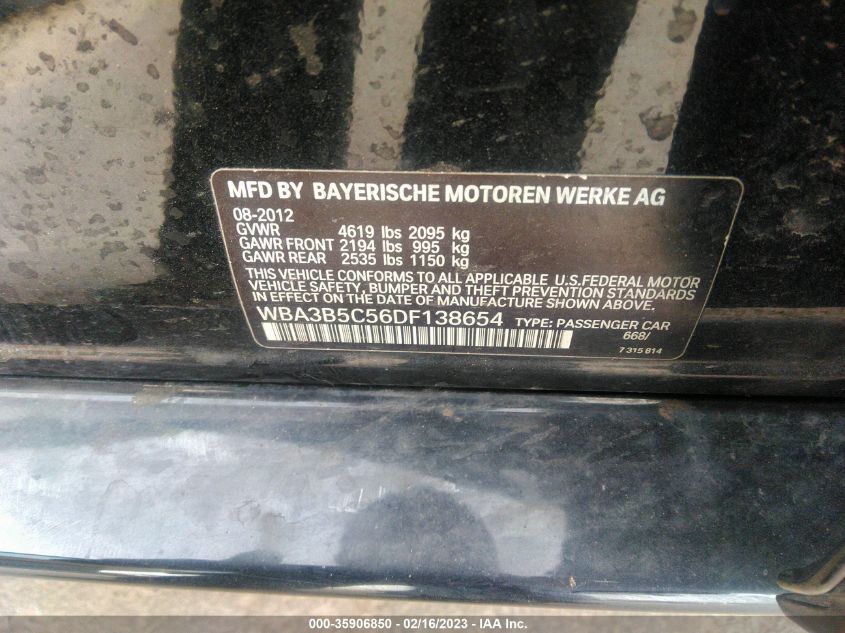 MFD BY BAYERISCHE MOTOREN WERKE AG
08-2012
GVWR 4619 lbs 2095 kg
GAWR FRONT 2194 lbs 995 kg
GAWR REAR 2535 lbs 1150 kg
THIS VEHICLE CONFORMS TO ALL APPLICABLE U.S.FEDERAL MOTOR
VEHICLE SAFETY, BUMPER AND THEFT PREVENTION STANDARDS
IN EFFECT ON THE DATE OF MANUFACTURE SHOWN ABOVE.
WBA3B5C56DF138654 TYPE: PASSENGER CAR
668/
7 315 814
000-35906850 - 02/16/2023 - © IAA Inc.